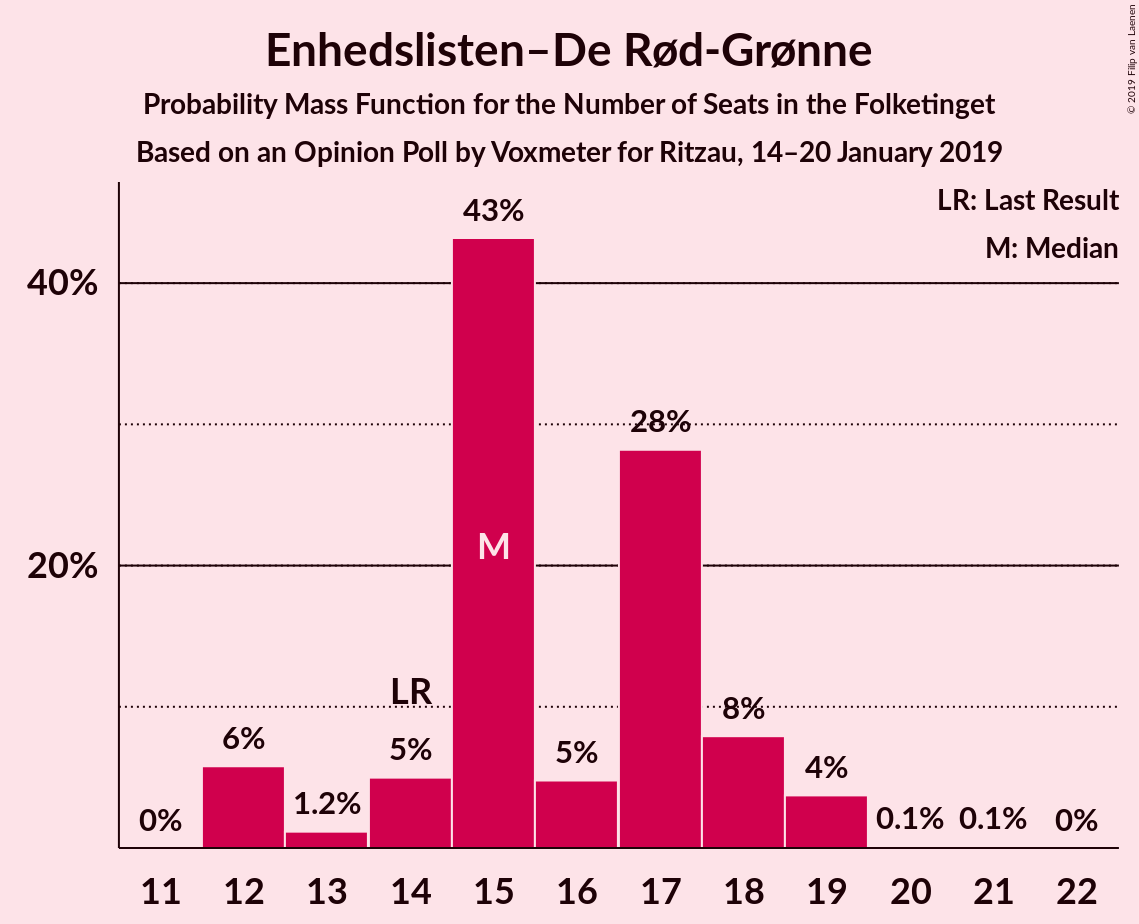 Enhedslisten–De Rød-Grønne
Probability Mass Function for the Number of Seats in the Folketinget
Based on an Opinion Poll by Voxmeter for Ritzau, 14–20 January 2019
© 2019 Filip van Laenen
LR: Last Result
M: Median
40%
20%
0%
6%
1.2%
LR
5%
43%
M
5%
28%
8%
4%
0.1%
0.1%
0%
11 12 13 14 15 16 17 18 19 20 21 22